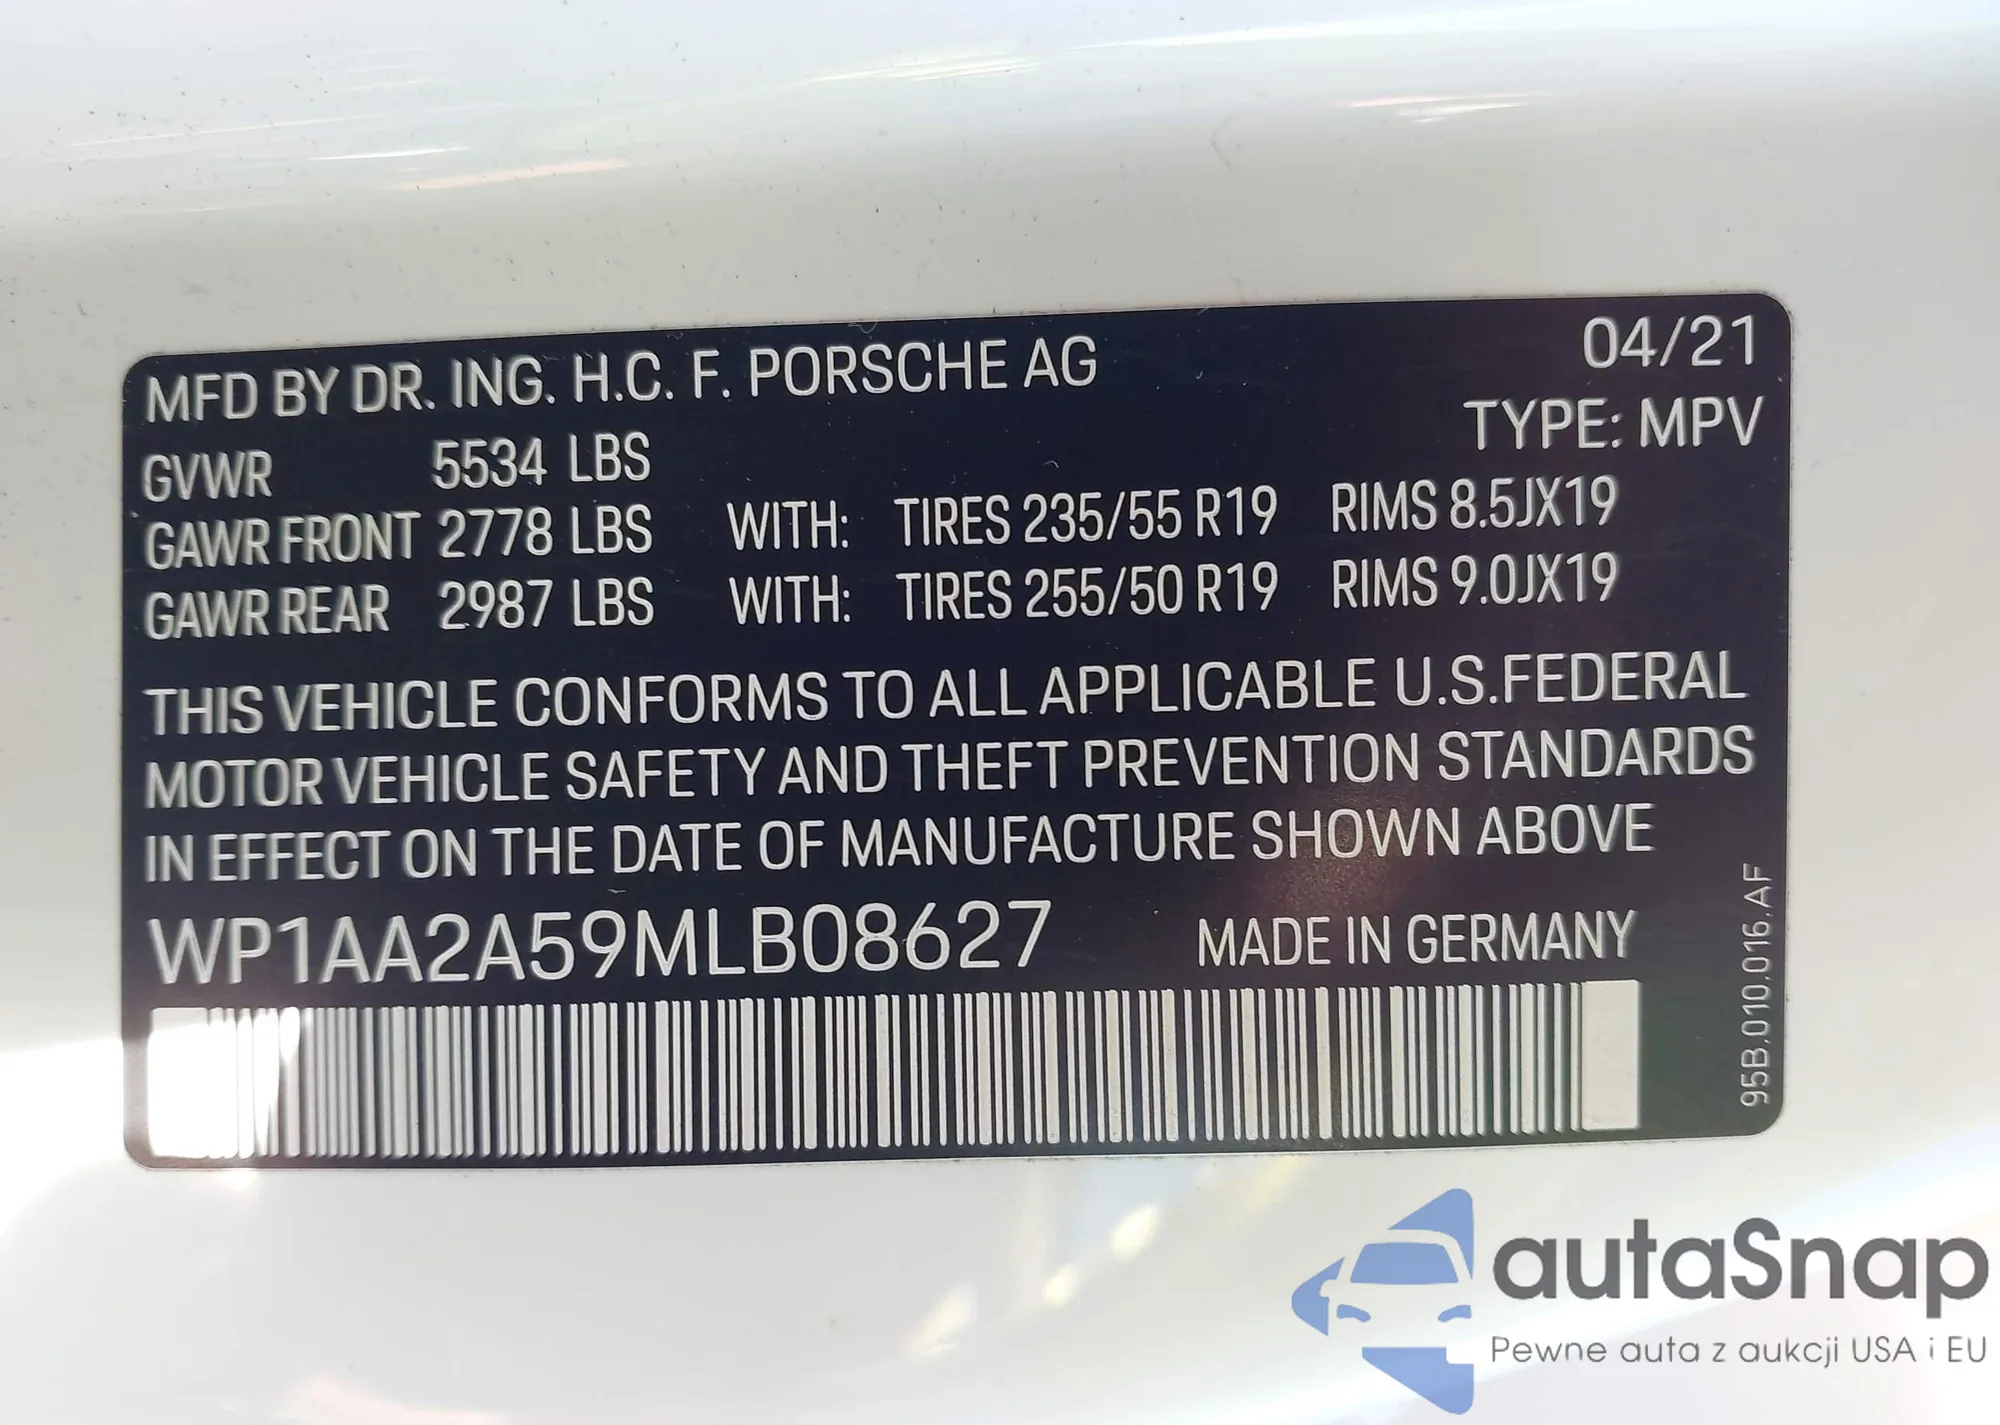 MFD BY DR. ING. H.C. F. PORSCHE AG 04/21
TYPE: MPV
GVWR 5534 LBS
GAWR FRONT 2778 LBS WITH: TIRES 235/55 R19 RIMS 8.5JX19
GAWR REAR 2987 LBS WITH: TIRES 255/50 R19 RIMS 9.0JX19
THIS VEHICLE CONFORMS TO ALL APPLICABLE U.S.FEDERAL
MOTOR VEHICLE SAFETY AND THEFT PREVENTION STANDARDS
IN EFFECT ON THE DATE OF MANUFACTURE SHOWN ABOVE
WP1AA2A59MLB08627 MADE IN GERMANY
95B.010.016.AF
autaSnap
Pewne auta z aukcji USA i EU